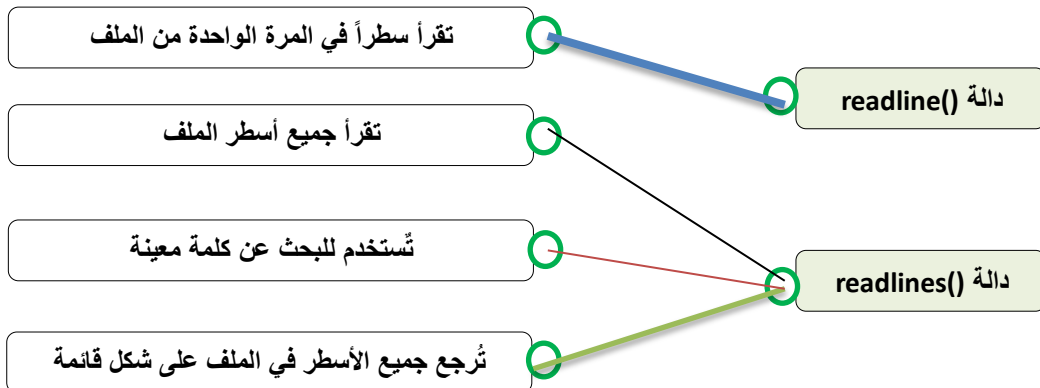 تقرأ سطراً في المرة الواحدة من الملف
دالة readline()
تقرأ جميع أسطر الملف
تٌستخدم للبحث عن كلمة معينة
دالة readlines()
تُرجع جميع الأسطر في الملف على شكل قائمة